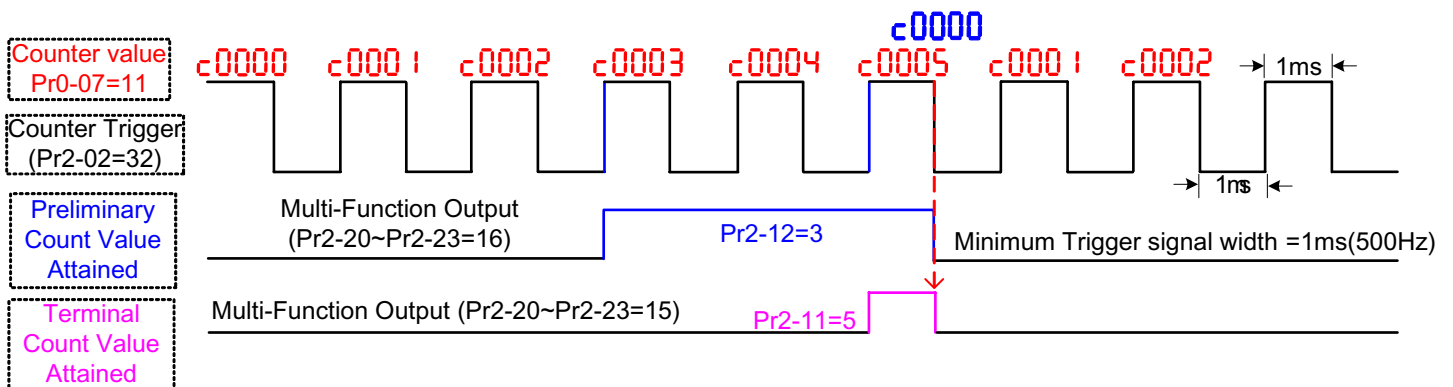 c0000
Counter value
Pr0-07=11
c0000 c0001 c0002 c0003 c0004 c0005 c0001 c0002
1ms
Counter Trigger
(Pr2-02=32)
1ms
Preliminary
Count Value
Attained
Multi-Function Output
(Pr2-20~Pr2-23=16)
Pr2-12=3
Minimum Trigger signal width =1ms(500Hz)
Terminal
Count Value
Attained
Multi-Function Output (Pr2-20~Pr2-23=15)
Pr2-11=5